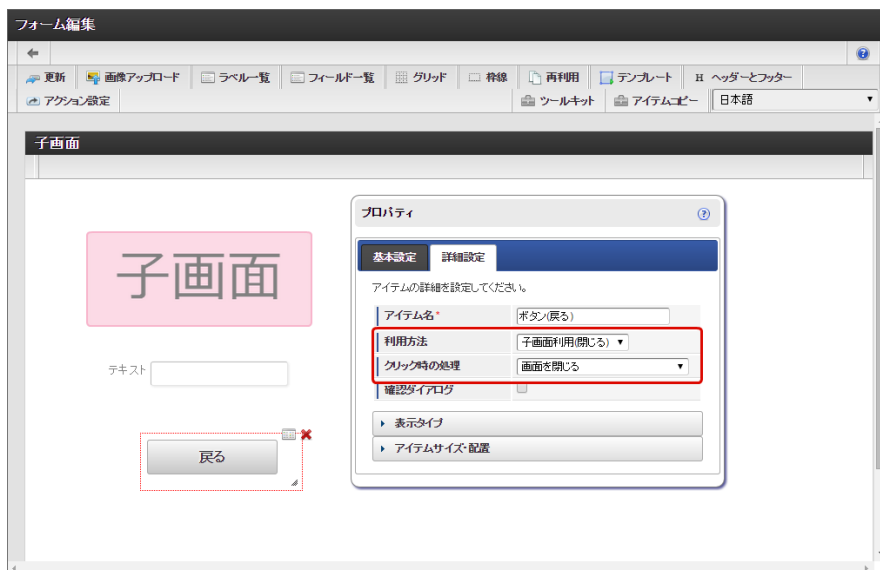 フォーム編集
更新 画像アップロード ラベル一覧 フィールド一覧 グリッド 枠線 再利用 テンプレート H ヘッダーとフッター
アクション設定 ツールキット アイテムコピー 日本語
子画面
プロパティ
基本設定 詳細設定
アイテムの詳細を設定してください。
アイテム名* ボタン(戻る)
利用方法 子画面利用(閉じる)
クリック時の処理 画面を閉じる
確認ダイアログ
表示タイプ
アイテムサイズ・配置
子画面
テキスト
戻る